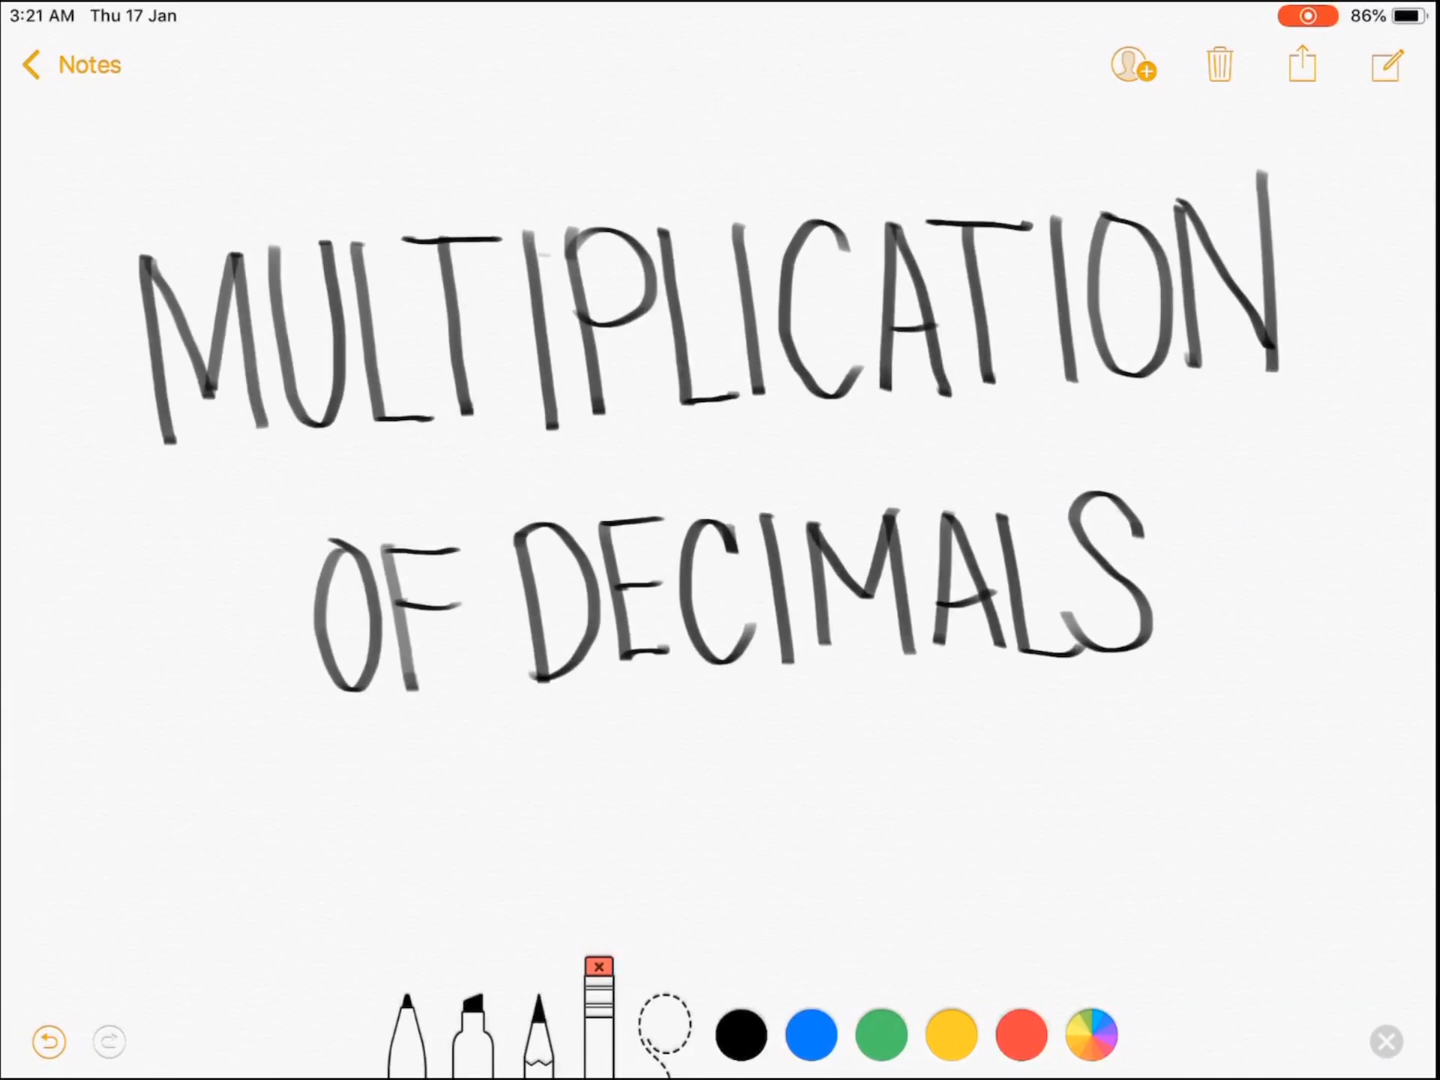 3:21 AM Thu 17 Jan 86%
Notes
MULTIPLICATION
OF DECIMALS